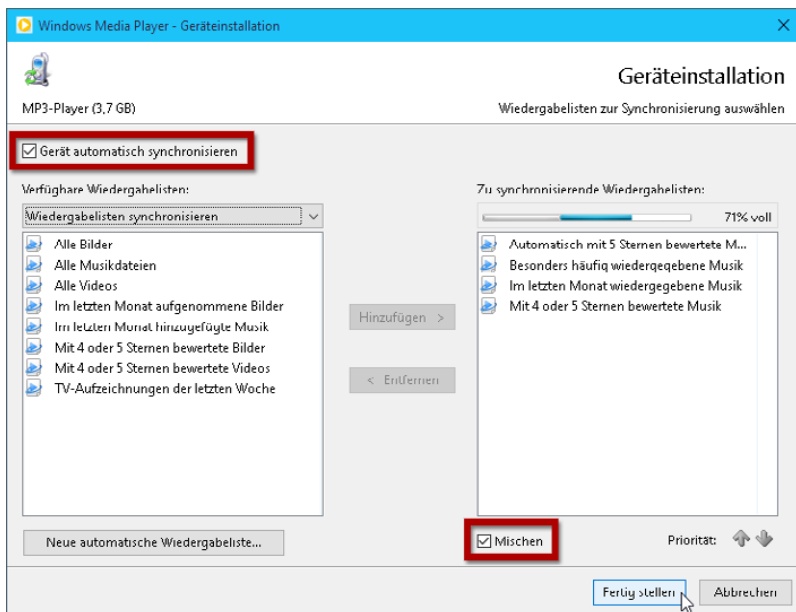 Windows Media Player - Geräteinstallation
Geräteinstallation
MP3-Player (3,7 GB)
Wiedergabelisten zur Synchronisierung auswählen
Gerät automatisch synchronisieren
Verfügbare Wiedergabelisten:
Wiedergabelisten synchronisieren
Alle Bilder
Alle Musikdateien
Alle Videos
Im letzten Monat aufgenommene Bilder
Im letzten Monat hinzugefügte Musik
Mit 4 oder 5 Sternen bewertete Bilder
Mit 4 oder 5 Sternen bewertete Videos
TV-Aufzeichnungen der letzten Woche
Neue automatische Wiedergabeliste...
Hinzufügen >
< Entfernen
Zu synchronisierende Wiedergabelisten:
71% voll
Automatisch mit 5 Sternen bewertete M...
Besonders häufig wiedergegebene Musik
Im letzten Monat wiedergegebene Musik
Mit 4 oder 5 Sternen bewertete Musik
Mischen
Priorität:
Fertig stellen
Abbrechen